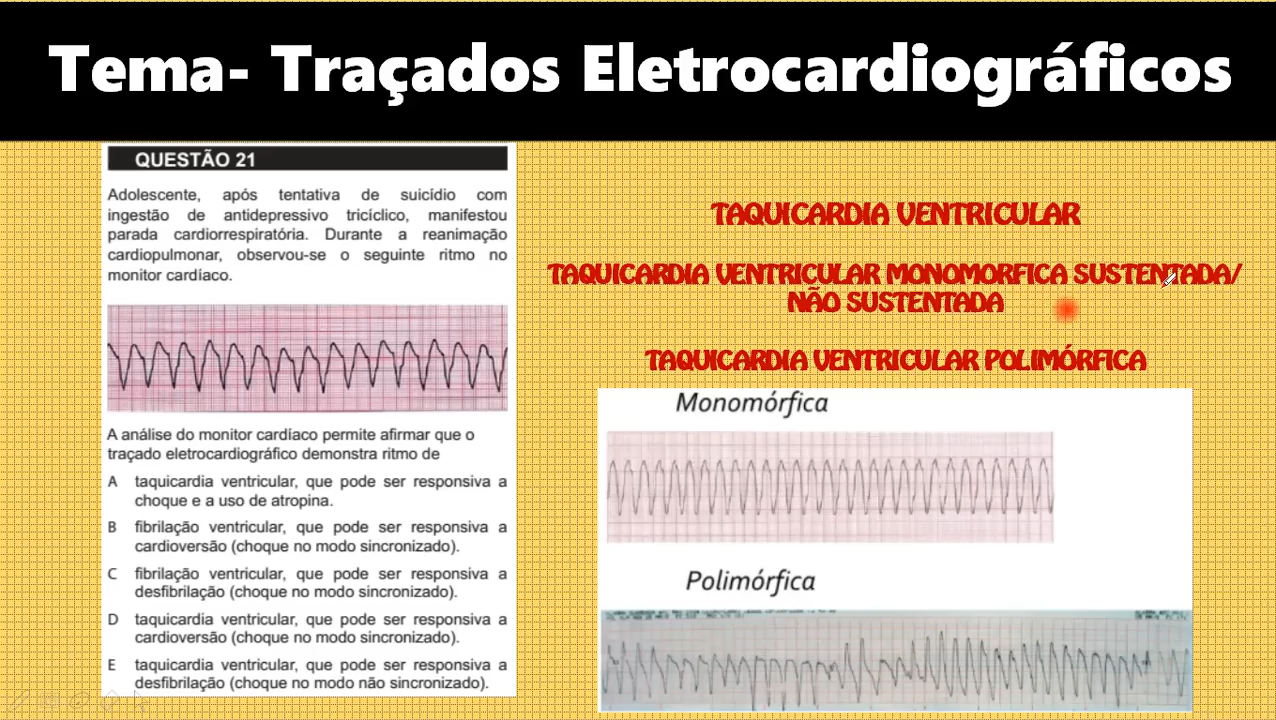 Tema- Traçados Eletrocardiográficos
QUESTÃO 21
Adolescente, após tentativa de suicídio com
ingestão de antidepressivo tricíclico, manifestou
parada cardiorrespiratória. Durante a reanimação
cardiopulmonar, observou-se o seguinte ritmo no
monitor cardíaco.
A análise do monitor cardíaco permite afirmar que o
traçado eletrocardiográfico demonstra ritmo de
A taquicardia ventricular, que pode ser responsiva a
choque e a uso de atropina.
B fibrilação ventricular, que pode ser responsiva a
cardioversão (choque no modo sincronizado).
C fibrilação ventricular, que pode ser responsiva a
desfibrilação (choque no modo sincronizado).
D taquicardia ventricular, que pode ser responsiva a
cardioversão (choque no modo sincronizado).
E taquicardia ventricular, que pode ser responsiva a
desfibrilação (choque no modo não sincronizado).
TAQUICARDIA VENTRICULAR
TAQUICARDIA VENTRICULAR MONOMORFICA SUSTENTADA/
NÃO SUSTENTADA
TAQUICARDIA VENTRICULAR POLIMÓRFICA
Monomórfica
Polimórfica